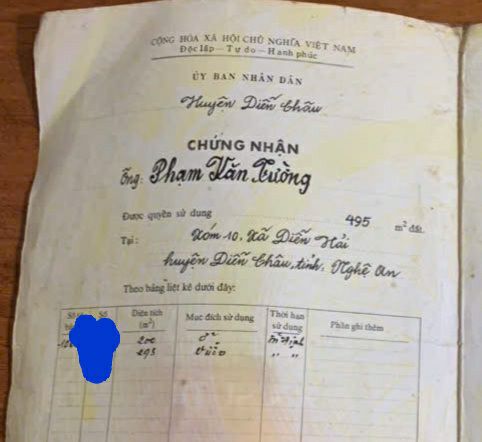 CỘNG HÒA XÃ HỘI CHỦ NGHĨA VIỆT NAM
Độc lập - Tự do - Hạnh phúc
ỦY BAN NHÂN DÂN
Huyện Diễn Châu
CHỨNG NHẬN
Ông: Phạm Văn Tường
Được quyền sử dụng 495 m² đất.
Tại: Xóm 10, Xã Diễn Hải
huyện Diễn Châu, tỉnh: Nghệ An
Theo bảng liệt kê dưới đây:
Số Diện tích (m²) Mục đích sử dụng Thời hạn sử dụng Phần ghi thêm
200 ở
295 Vườn " "